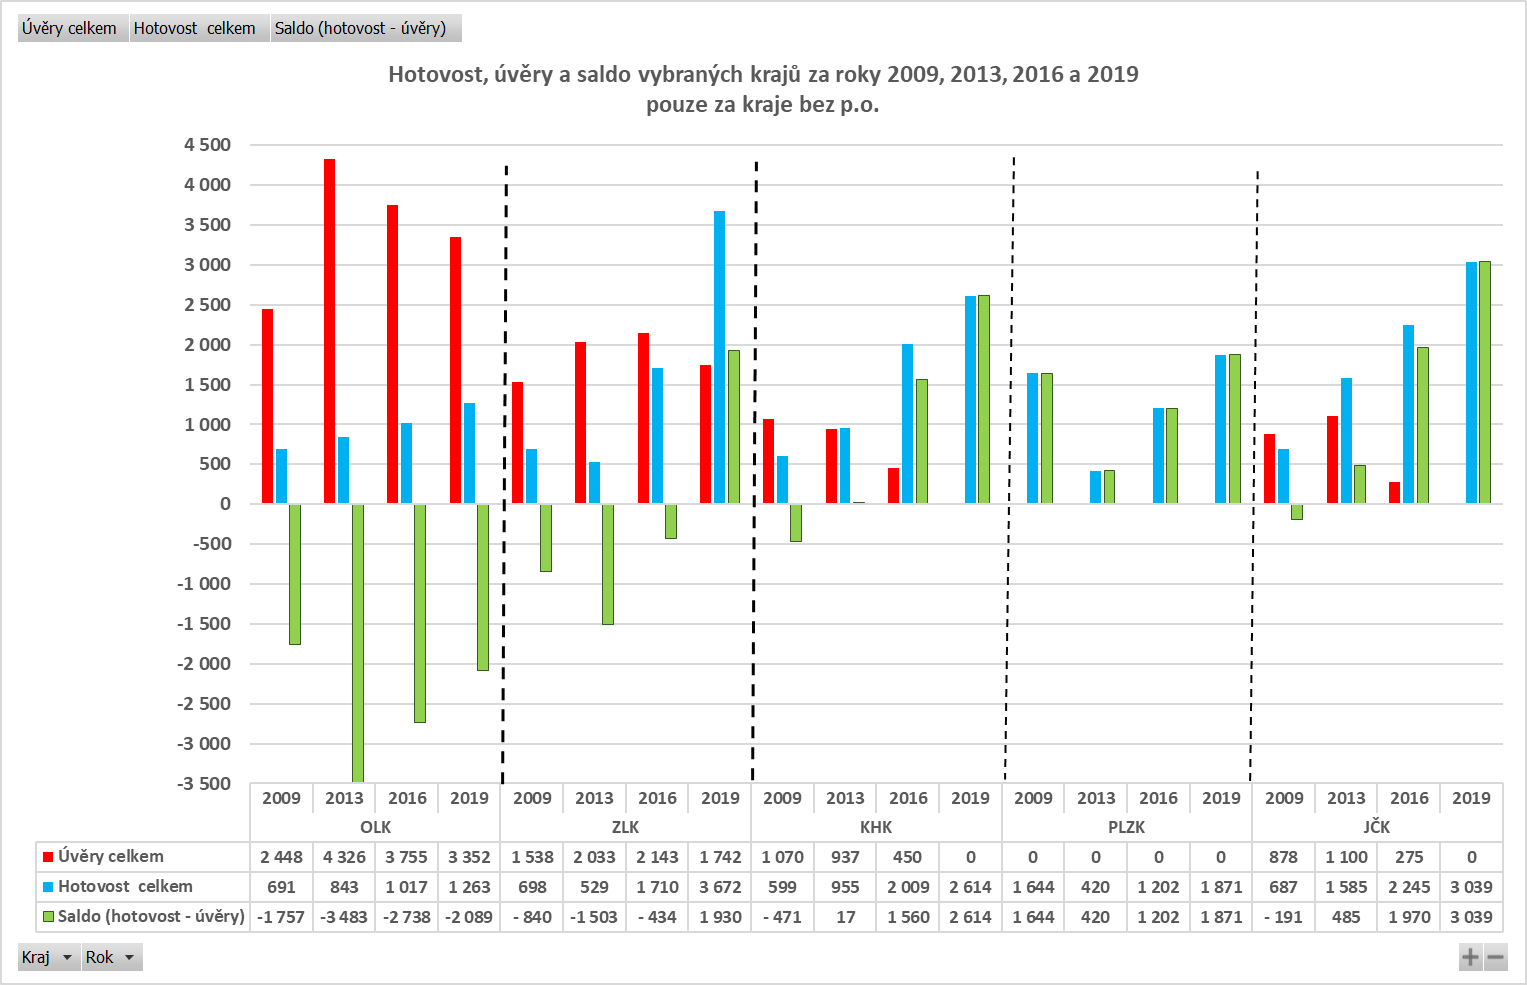 Úvěry celkem Hotovost celkem Saldo (hotovost - úvěry)
Hotovost, úvěry a saldo vybraných krajů za roky 2009, 2013, 2016 a 2019
pouze za kraje bez p.o.
4 500
4 000
3 500
3 000
2 500
2 000
1 500
1 000
500
0
-500
-1 000
-1 500
-2 000
-2 500
-3 000
-3 500
2009 2013 2016 2019 2009 2013 2016 2019 2009 2013 2016 2019 2009 2013 2016 2019 2009 2013 2016 2019
OLK ZLK KHK PLZK JČK
Úvěry celkem 2 448 4 326 3 755 3 352 1 538 2 033 2 143 1 742 1 070 937 450 0 0 0 0 0 878 1 100 275 0
Hotovost celkem 691 843 1 017 1 263 698 529 1 710 3 672 599 955 2 009 2 614 1 644 420 1 202 1 871 687 1 585 2 245 3 039
Saldo (hotovost - úvěry) -1 757 -3 483 -2 738 -2 089 - 840 -1 503 - 434 1 930 - 471 17 1 560 2 614 1 644 420 1 202 1 871 - 191 485 1 970 3 039
Kraj Rok